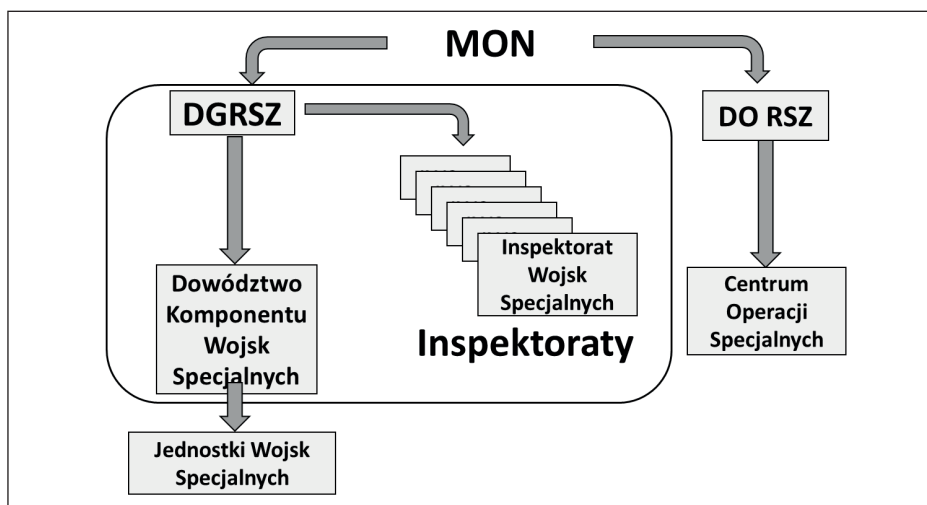 MON
DGRSZ
DO RSZ
Inspektorat
Wojsk
Specjalnych
Inspektoraty
Dowództwo
Komponentu
Wojsk
Specjalnych
Centrum
Operacji
Specjalnych
Jednostki Wojsk
Specjalnych